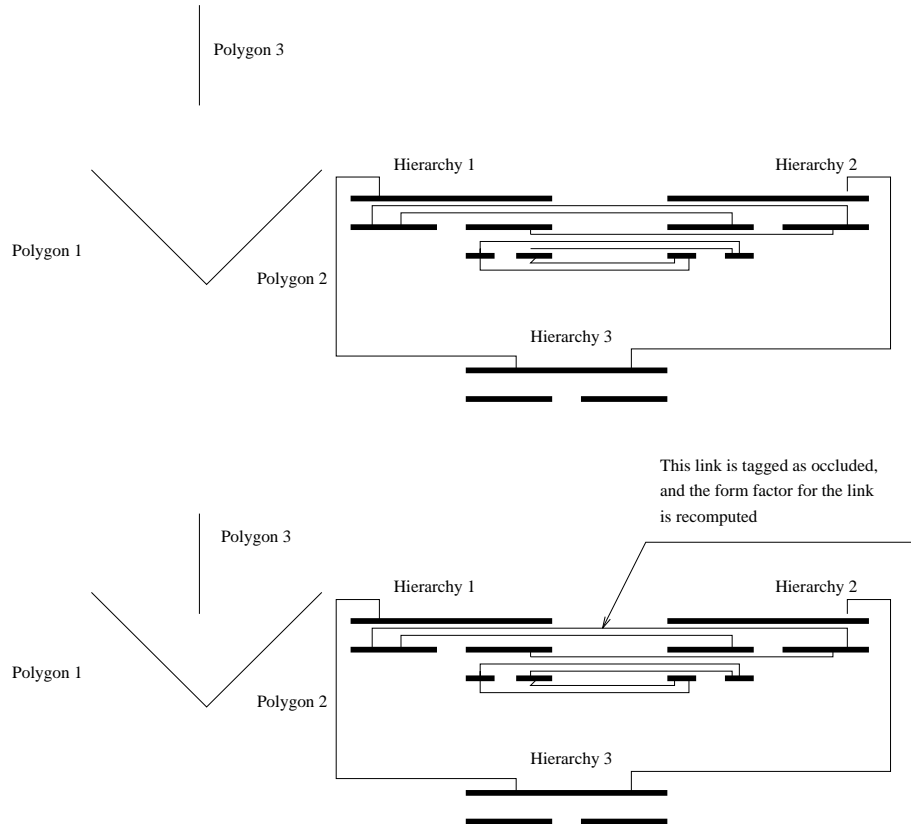 Polygon 3
Hierarchy 1
Hierarchy 2
Polygon 1
Polygon 2
Hierarchy 3
This link is tagged as occluded,
and the form factor for the link
is recomputed
Polygon 3
Hierarchy 1
Hierarchy 2
Polygon 1
Polygon 2
Hierarchy 3